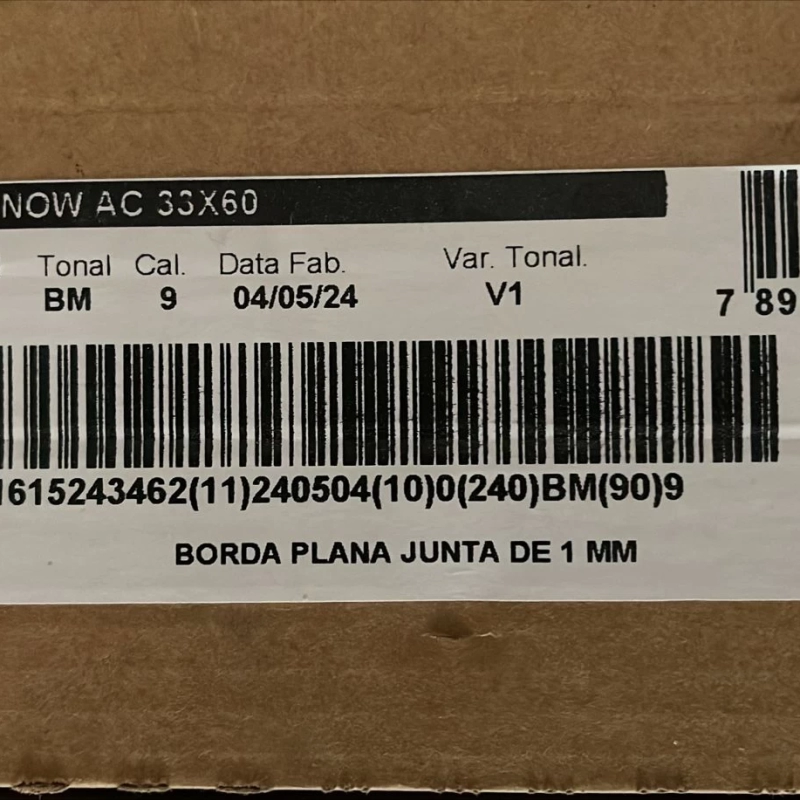 NOW AC 33X60
Tonal Cal. Data Fab. Var. Tonal.
BM 9 04/05/24 V1
7 89
1615243462(11)240504(10)0(240)BM(90)9
BORDA PLANA JUNTA DE 1 MM